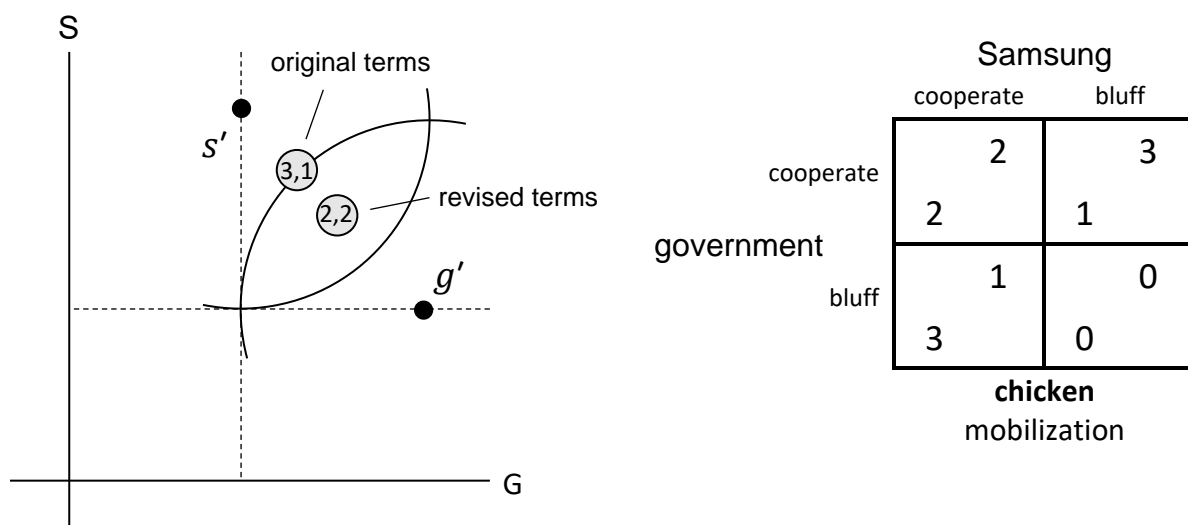 S
original terms
s′
3,1
2,2
revised terms
g′
G
Samsung
cooperate bluff
cooperate
2 3
2 1
government
bluff
1 0
3 0
chicken
mobilization